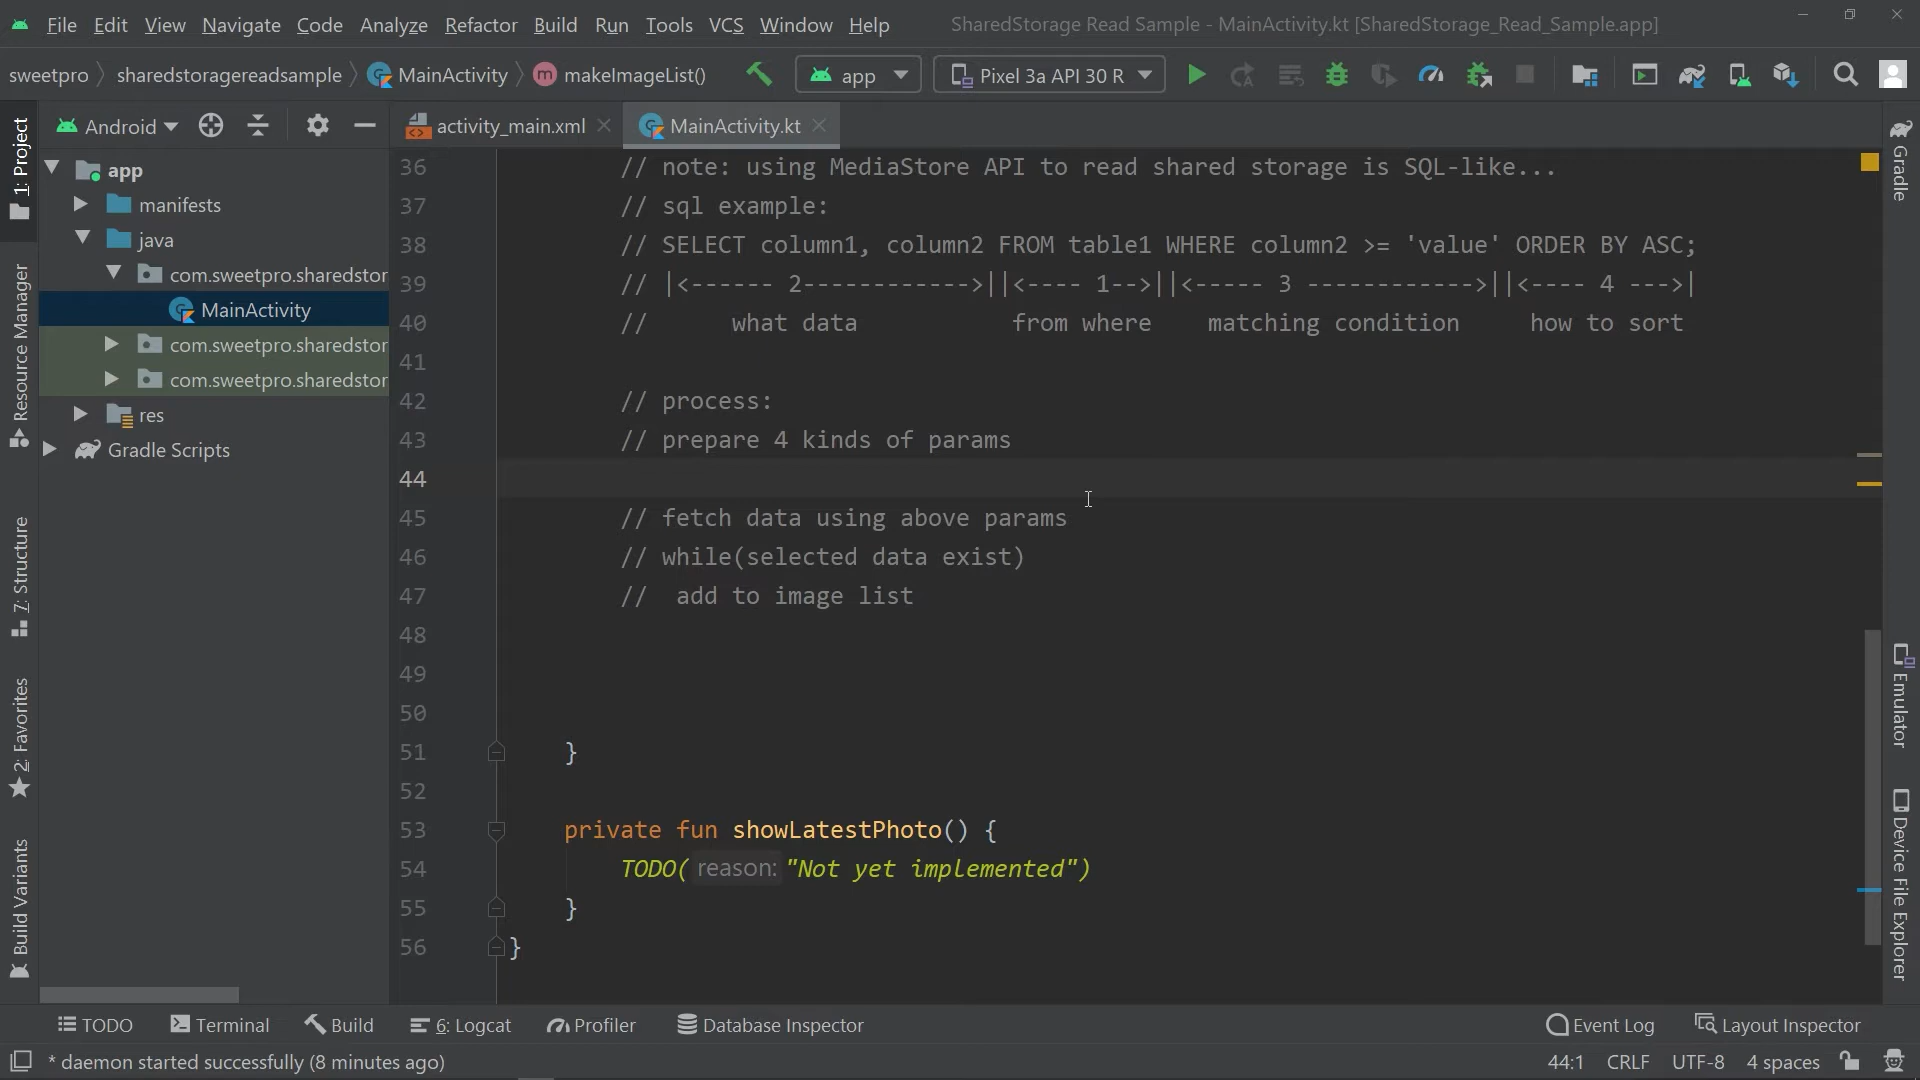 File Edit View Navigate Code Analyze Refactor Build Run Tools VCS Window Help SharedStorage Read Sample - MainActivity.kt [SharedStorage_Read_Sample.app]
sweetpro sharedstoragereadsample MainActivity makeImageList() app Pixel 3a API 30 R
1: Project
Resource Manager
7: Structure
2: Favorites
Build Variants
Android
app
manifests
java
com.sweetpro.sharedstor
MainActivity
com.sweetpro.sharedstor
com.sweetpro.sharedstor
res
Gradle Scripts
activity_main.xml MainActivity.kt
36 // note: using MediaStore API to read shared storage is SQL-like...
37 // sql example:
38 // SELECT column1, column2 FROM table1 WHERE column2 >= 'value' ORDER BY ASC;
39 // |<------ 2------------>||<---- 1-->||<----- 3 ------------>||<---- 4 --->|
40 // what data from where matching condition how to sort
41
42 // process:
43 // prepare 4 kinds of params
44
45 // fetch data using above params
46 // while(selected data exist)
47 // add to image list
48
49
50
51 }
52
53 private fun showLatestPhoto() {
54 TODO( reason: "Not yet implemented")
55 }
56 }
Gradle
Emulator
Device File Explorer
TODO Terminal Build 6: Logcat Profiler Database Inspector Event Log Layout Inspector
* daemon started successfully (8 minutes ago) 44:1 CRLF UTF-8 4 spaces